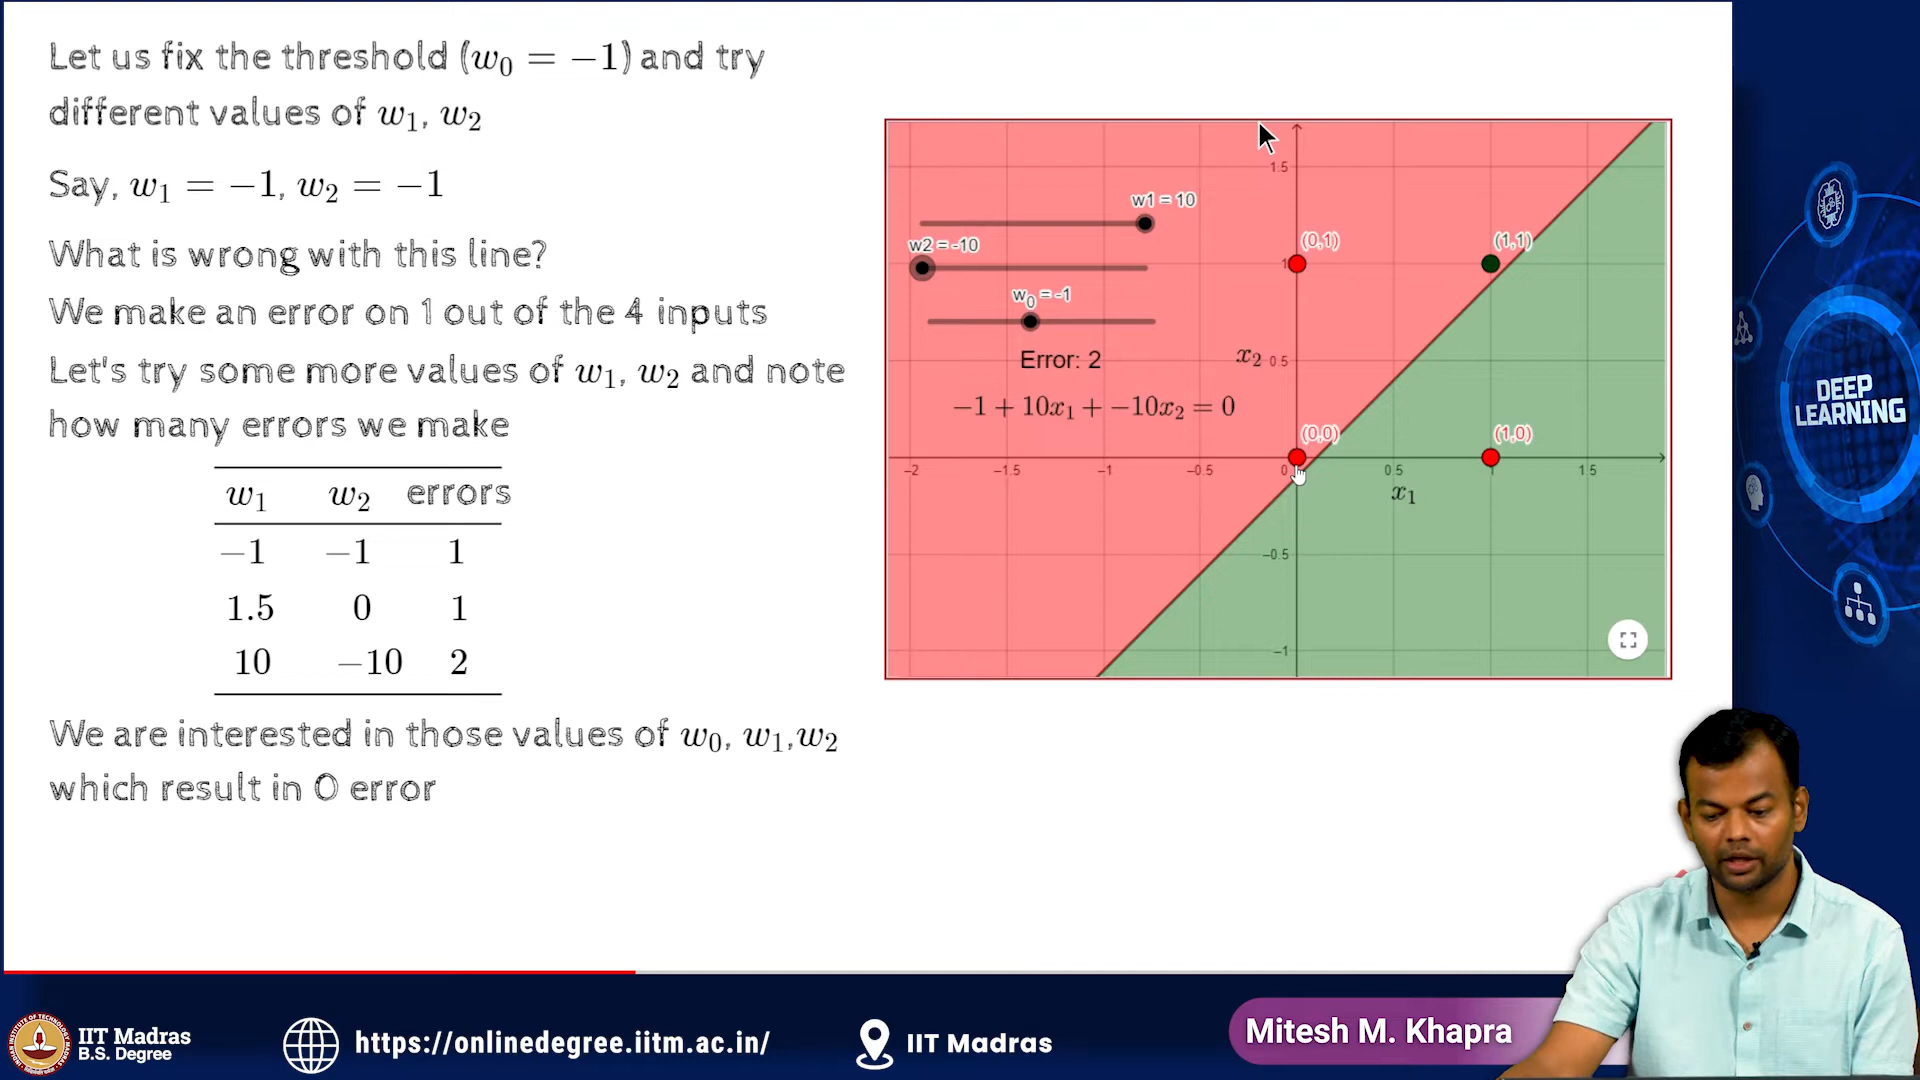 Let us fix the threshold (w₀ = −1) and try
different values of w₁, w₂
Say, w₁ = −1, w₂ = −1
What is wrong with this line?
We make an error on 1 out of the 4 inputs
Let's try some more values of w₁, w₂ and note
how many errors we make
w₁ w₂ errors
−1 −1 1
1.5 0 1
10 −10 2
We are interested in those values of w₀, w₁,w₂
which result in 0 error
w1 = 10
w2 = -10
w₀ = -1
Error: 2
−1 + 10x₁ + −10x₂ = 0
(0,1)
(1,1)
(0,0)
(1,0)
1.5
1
x₂ 0.5
−2 −1.5 −1 −0.5 0 0.5 1 1.5
x₁
−0.5
−1
DEEP
LEARNING
IIT Madras
B.S. Degree
https://onlinedegree.iitm.ac.in/
IIT Madras
Mitesh M. Khapra